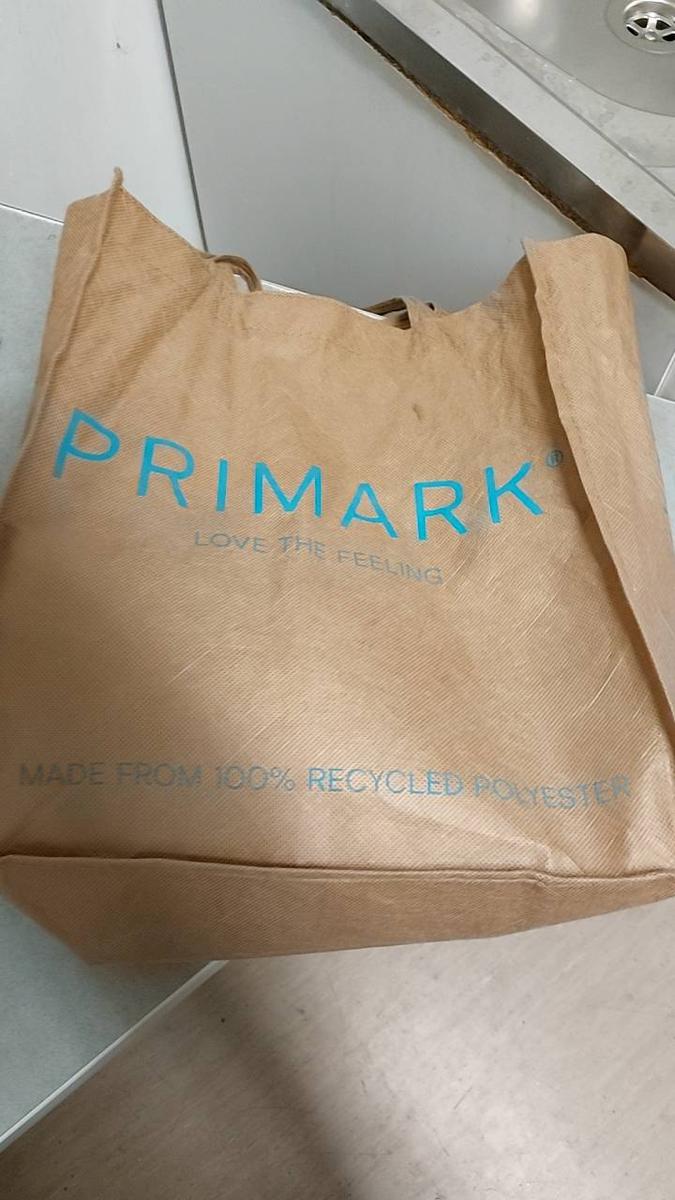 PRIMARK®
LOVE THE FEELING
MADE FROM 100% RECYCLED POLYESTER